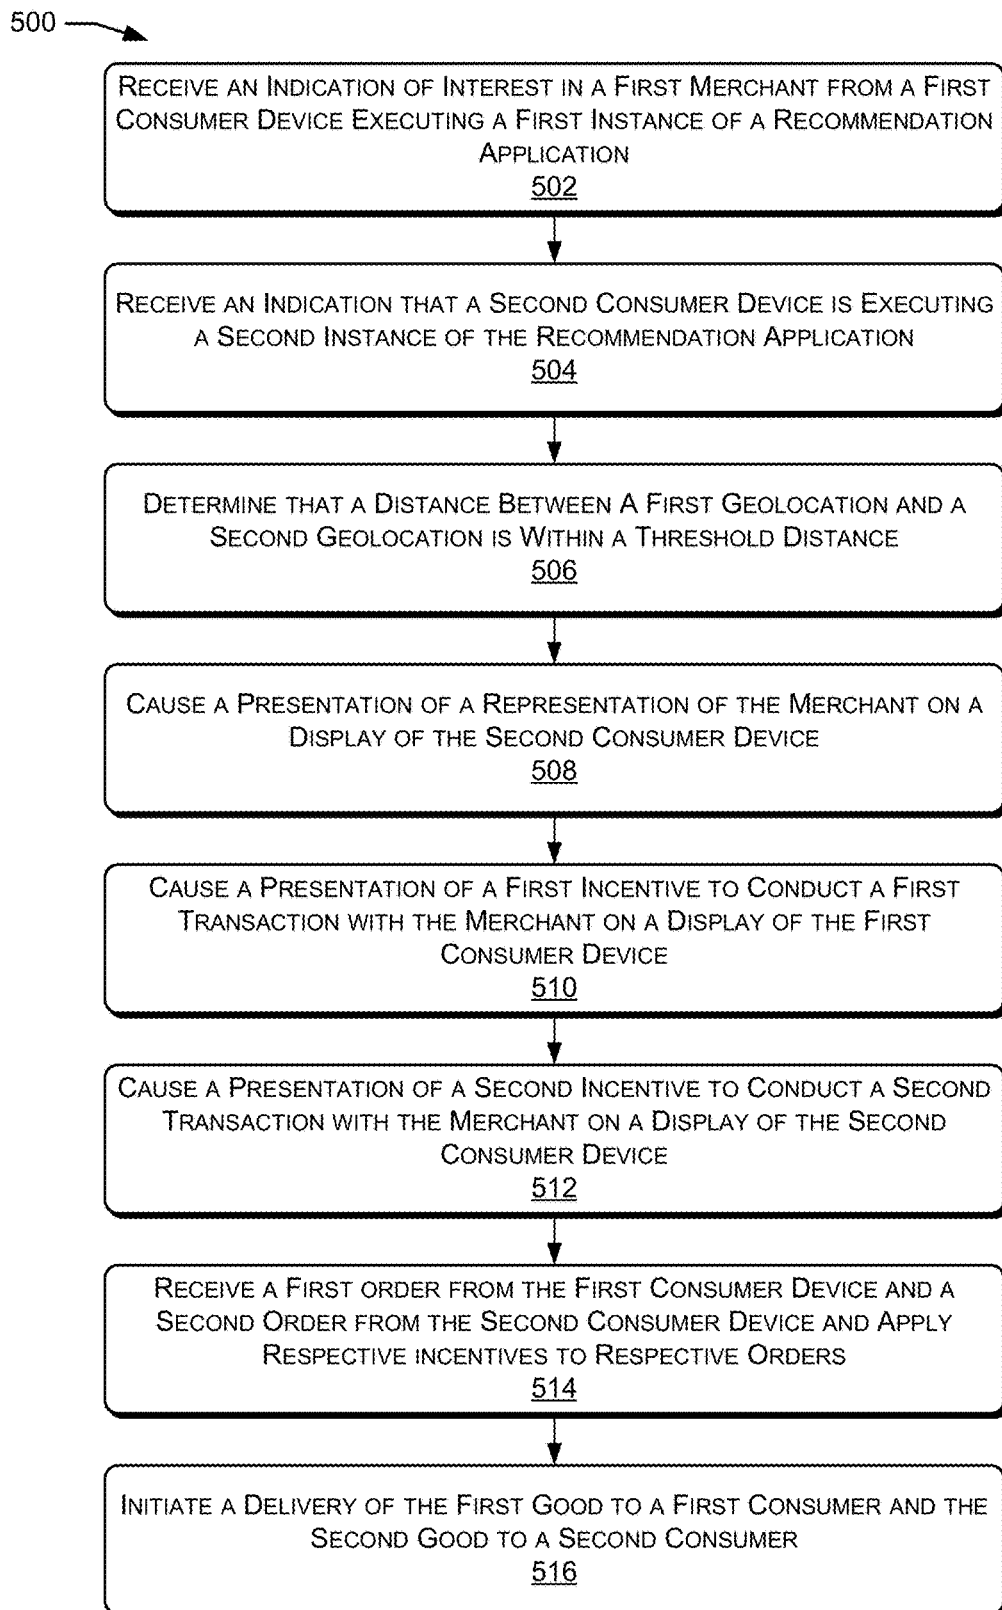 500
RECEIVE AN INDICATION OF INTEREST IN A FIRST MERCHANT FROM A FIRST
CONSUMER DEVICE EXECUTING A FIRST INSTANCE OF A RECOMMENDATION
APPLICATION
502
RECEIVE AN INDICATION THAT A SECOND CONSUMER DEVICE IS EXECUTING
A SECOND INSTANCE OF THE RECOMMENDATION APPLICATION
504
DETERMINE THAT A DISTANCE BETWEEN A FIRST GEOLOCATION AND A
SECOND GEOLOCATION IS WITHIN A THRESHOLD DISTANCE
506
CAUSE A PRESENTATION OF A REPRESENTATION OF THE MERCHANT ON A
DISPLAY OF THE SECOND CONSUMER DEVICE
508
CAUSE A PRESENTATION OF A FIRST INCENTIVE TO CONDUCT A FIRST
TRANSACTION WITH THE MERCHANT ON A DISPLAY OF THE FIRST
CONSUMER DEVICE
510
CAUSE A PRESENTATION OF A SECOND INCENTIVE TO CONDUCT A SECOND
TRANSACTION WITH THE MERCHANT ON A DISPLAY OF THE SECOND
CONSUMER DEVICE
512
RECEIVE A FIRST ORDER FROM THE FIRST CONSUMER DEVICE AND A
SECOND ORDER FROM THE SECOND CONSUMER DEVICE AND APPLY
RESPECTIVE INCENTIVES TO RESPECTIVE ORDERS
514
INITIATE A DELIVERY OF THE FIRST GOOD TO A FIRST CONSUMER AND THE
SECOND GOOD TO A SECOND CONSUMER
516